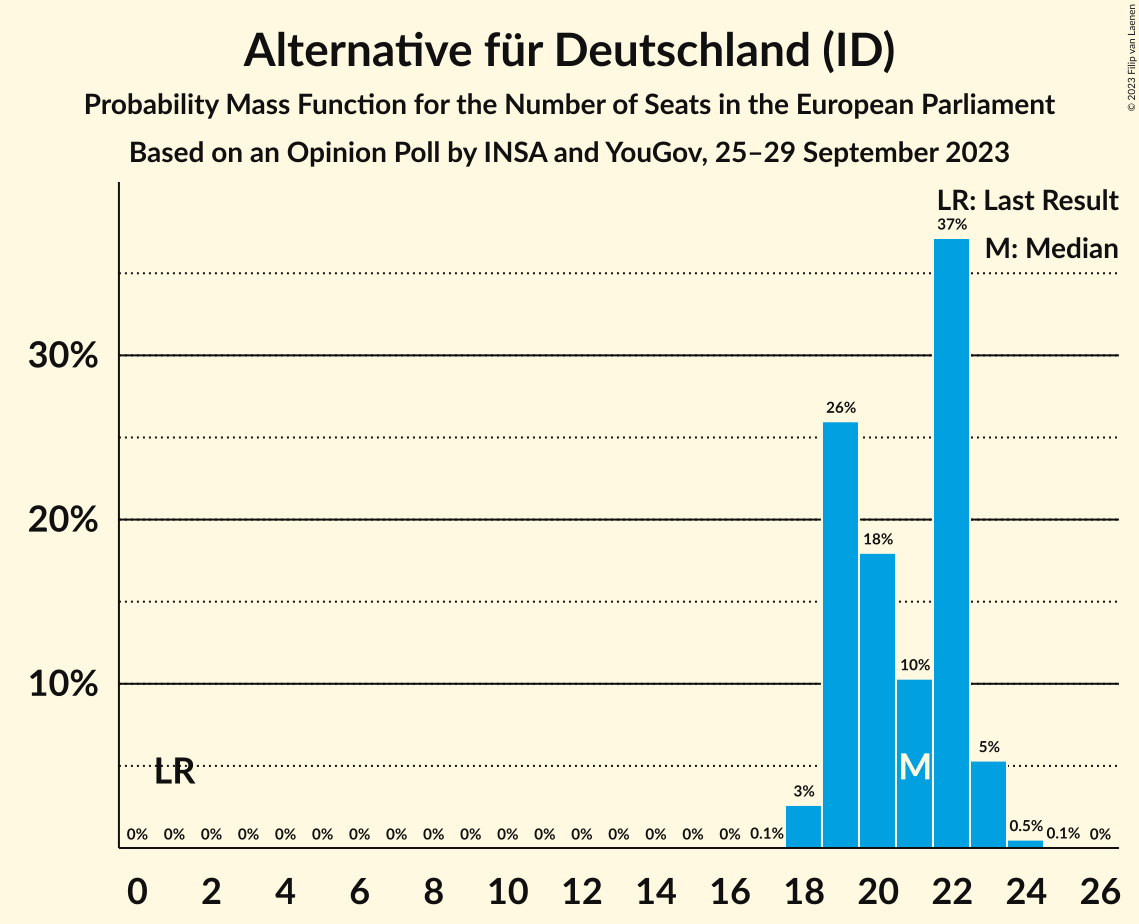 Alternative für Deutschland (ID)
Probability Mass Function for the Number of Seats in the European Parliament
Based on an Opinion Poll by INSA and YouGov, 25–29 September 2023
© 2023 Filip van Laenen
LR: Last Result
M: Median
37%
30%
26%
20%
18%
10%
10%
5%
LR
M
3%
0% 0% 0% 0% 0% 0% 0% 0% 0% 0% 0% 0% 0% 0% 0% 0% 0% 0.1% 0.5% 0.1% 0%
0 2 4 6 8 10 12 14 16 18 20 22 24 26